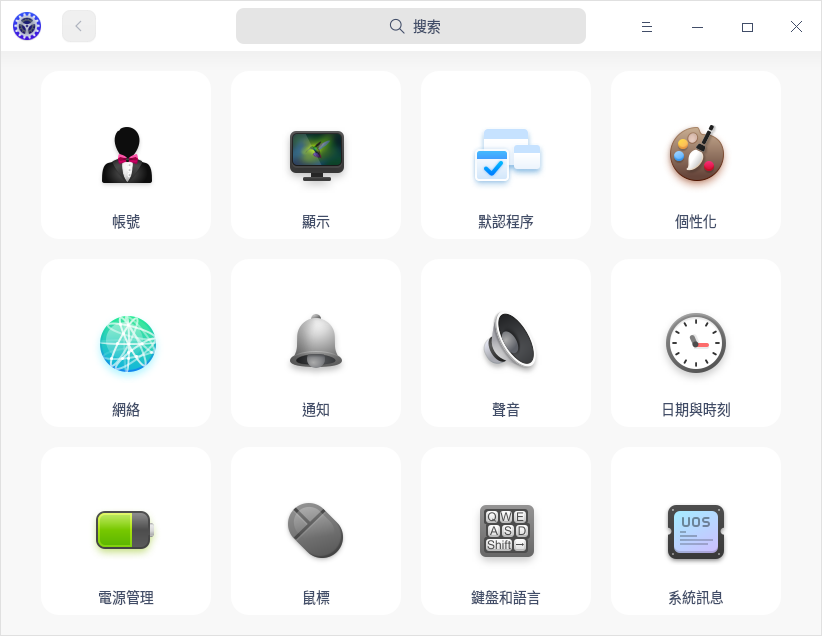 搜索
帳號
顯示
默認程序
個性化
網絡
通知
聲音
日期與時刻
電源管理
鼠標
QWE
ASD
Shift→
鍵盤和語言
UOS
系統訊息